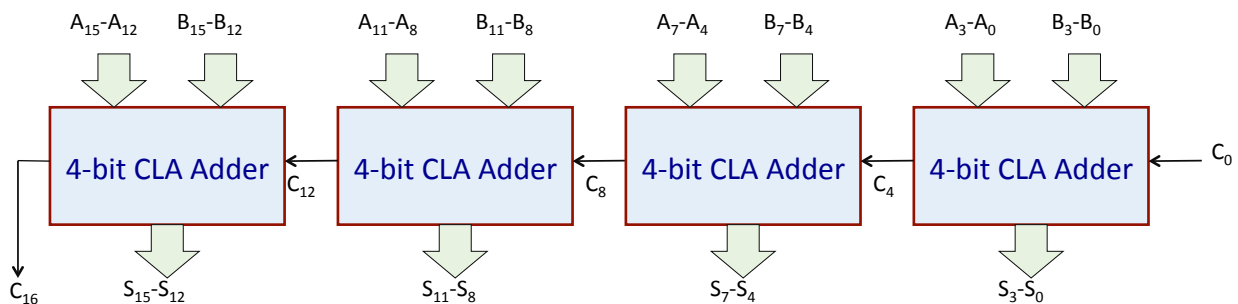 A₁₅-A₁₂ B₁₅-B₁₂ A₁₁-A₈ B₁₁-B₈ A₇-A₄ B₇-B₄ A₃-A₀ B₃-B₀
4-bit CLA Adder 4-bit CLA Adder 4-bit CLA Adder 4-bit CLA Adder C₀
C₁₂ C₈ C₄
C₁₆ S₁₅-S₁₂ S₁₁-S₈ S₇-S₄ S₃-S₀